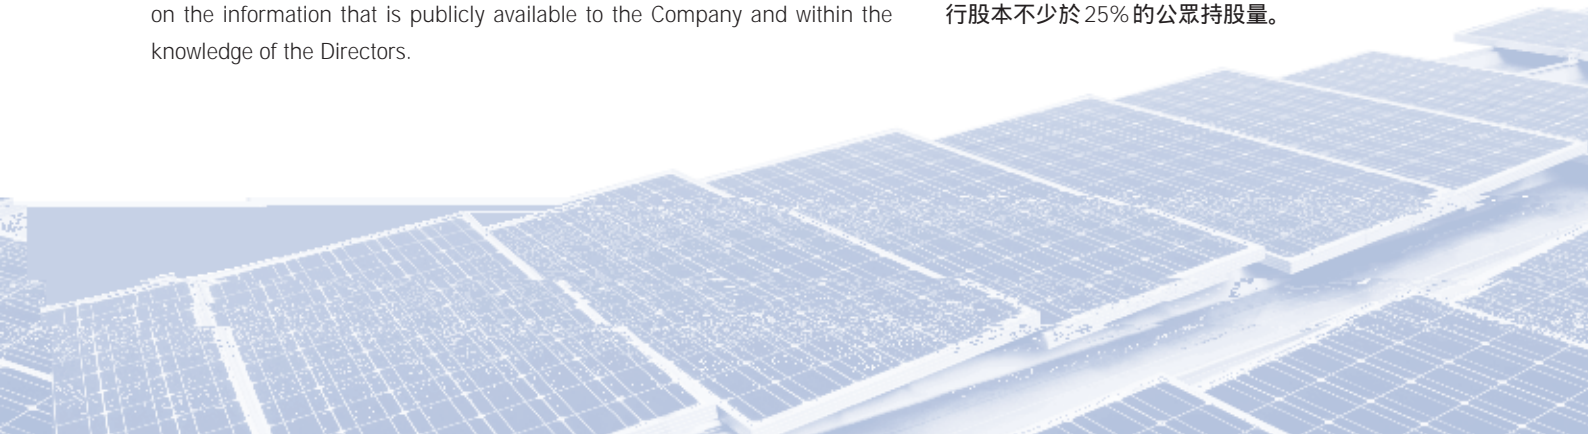 on the information that is publicly available to the Company and within the
knowledge of the Directors.
行股本不少於25%的公眾持股量。